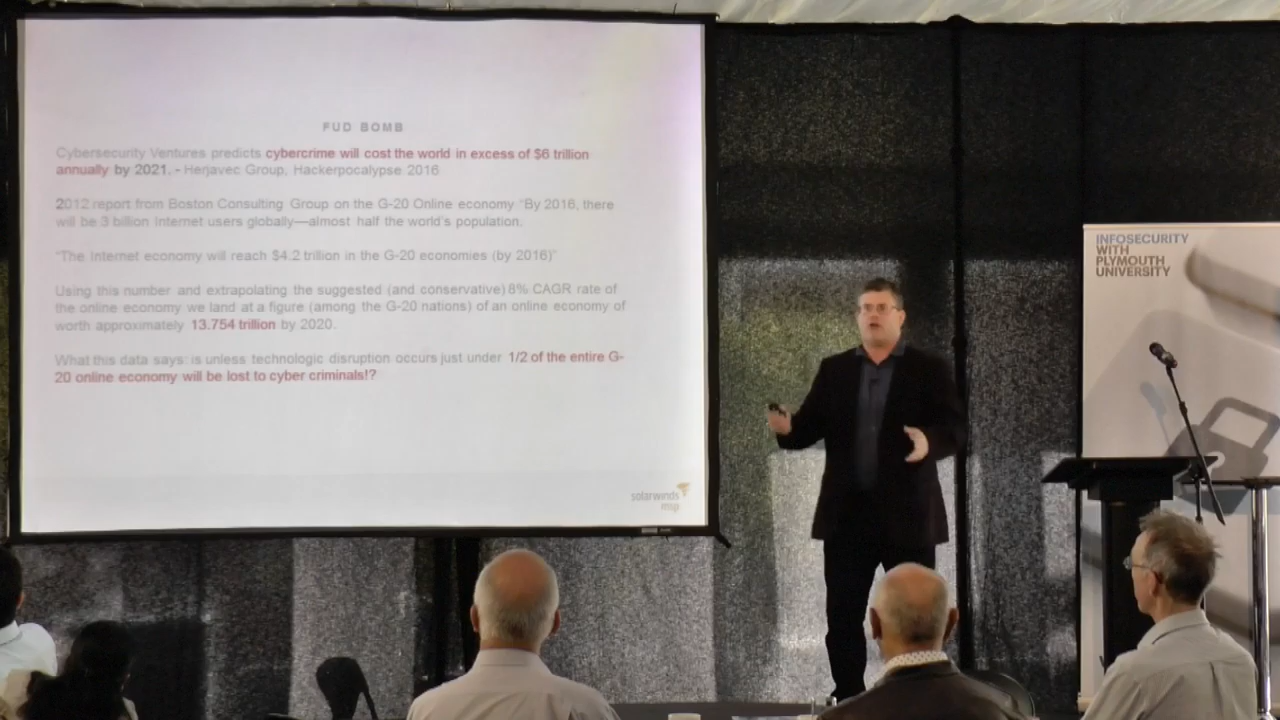 FUD BOMB
Cybersecurity Ventures predicts cybercrime will cost the world in excess of $6 trillion
annually by 2021. - Herjavec Group, Hackerpocalypse 2016
2012 report from Boston Consulting Group on the G-20 Online economy "By 2016, there
will be 3 billion Internet users globally—almost half the world's population.
"The Internet economy will reach $4.2 trillion in the G-20 economies (by 2016)"
Using this number and extrapolating the suggested (and conservative) 8% CAGR rate of
the online economy we land at a figure (among the G-20 nations) of an online economy of
worth approximately 13.754 trillion by 2020.
What this data says: is unless technologic disruption occurs just under 1/2 of the entire G-
20 online economy will be lost to cyber criminals!?
solarwinds
msp
INFOSECURITY
WITH
PLYMOUTH
UNIVERSITY